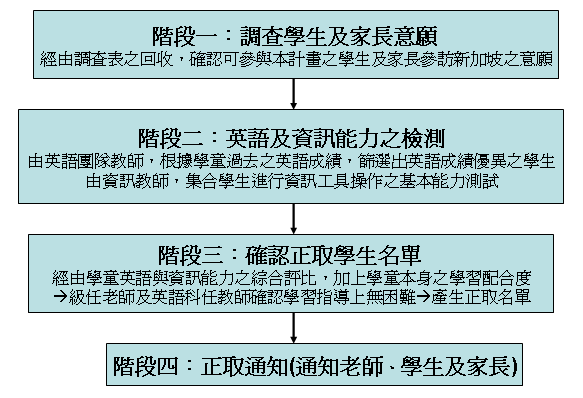 階段一：調查學生及家長意願
經由調查表之回收，確認可參與本計畫之學生及家長參訪新加坡之意願
階段二：英語及資訊能力之檢測
由英語團隊教師，根據學童過去之英語成績，篩選出英語成績優異之學生
由資訊教師，集合學生進行資訊工具操作之基本能力測試
階段三：確認正取學生名單
經由學童英語與資訊能力之綜合評比，加上學童本身之學習配合度
→級任老師及英語科任教師確認學習指導上無困難→產生正取名單
階段四：正取通知(通知老師、學生及家長)